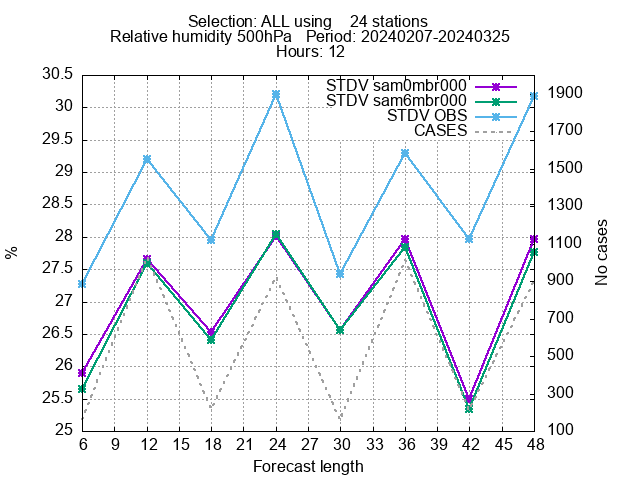 Selection: ALL using 24 stations
Relative humidity 500hPa Period: 20240207-20240325
Hours: 12
STDV sam0mbr000
STDV sam6mbr000
STDV OBS
CASES
30.5
30
29.5
29
28.5
28
27.5
27
26.5
26
25.5
25
%
1900
1700
1500
1300
1100
900
700
500
300
100
No cases
6 9 12 15 18 21 24 27 30 33 36 39 42 45 48
Forecast length